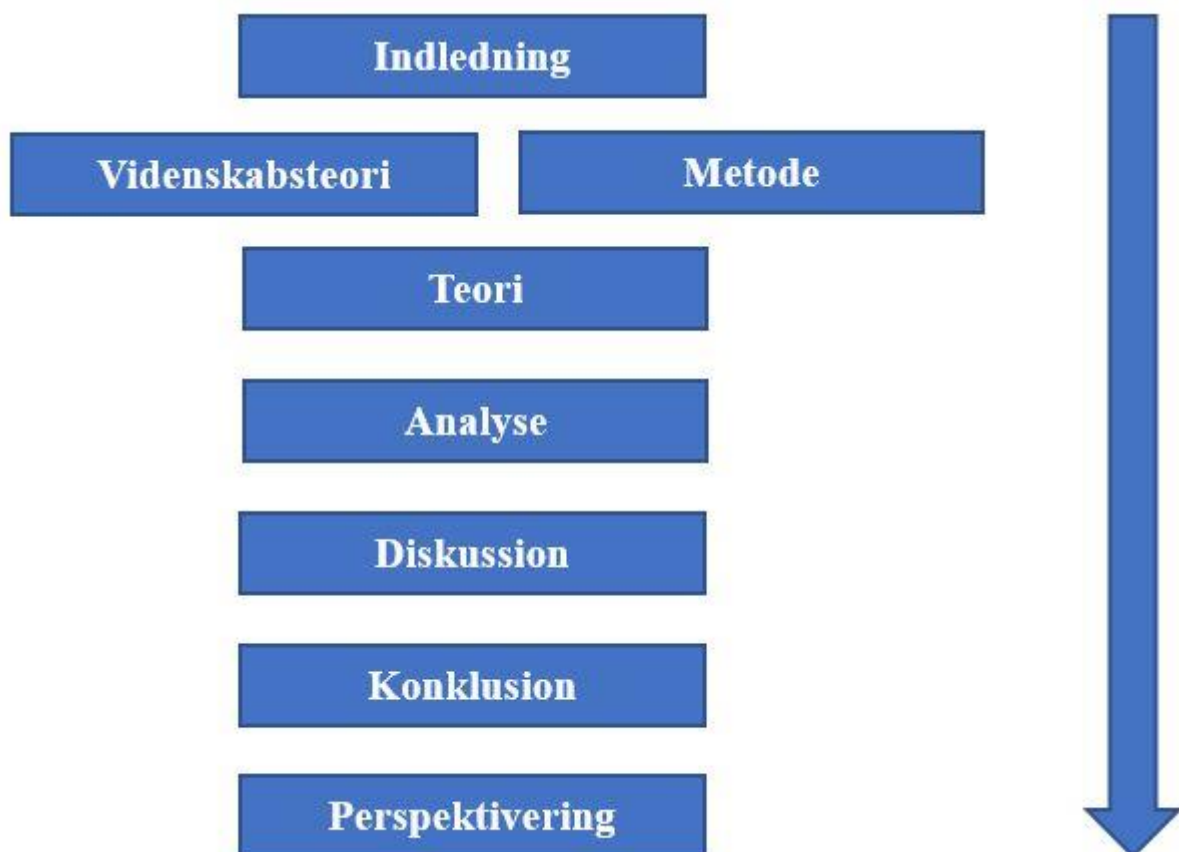 Indledning
Videnskabsteori
Metode
Teori
Analyse
Diskussion
Konklusion
Perspektivering